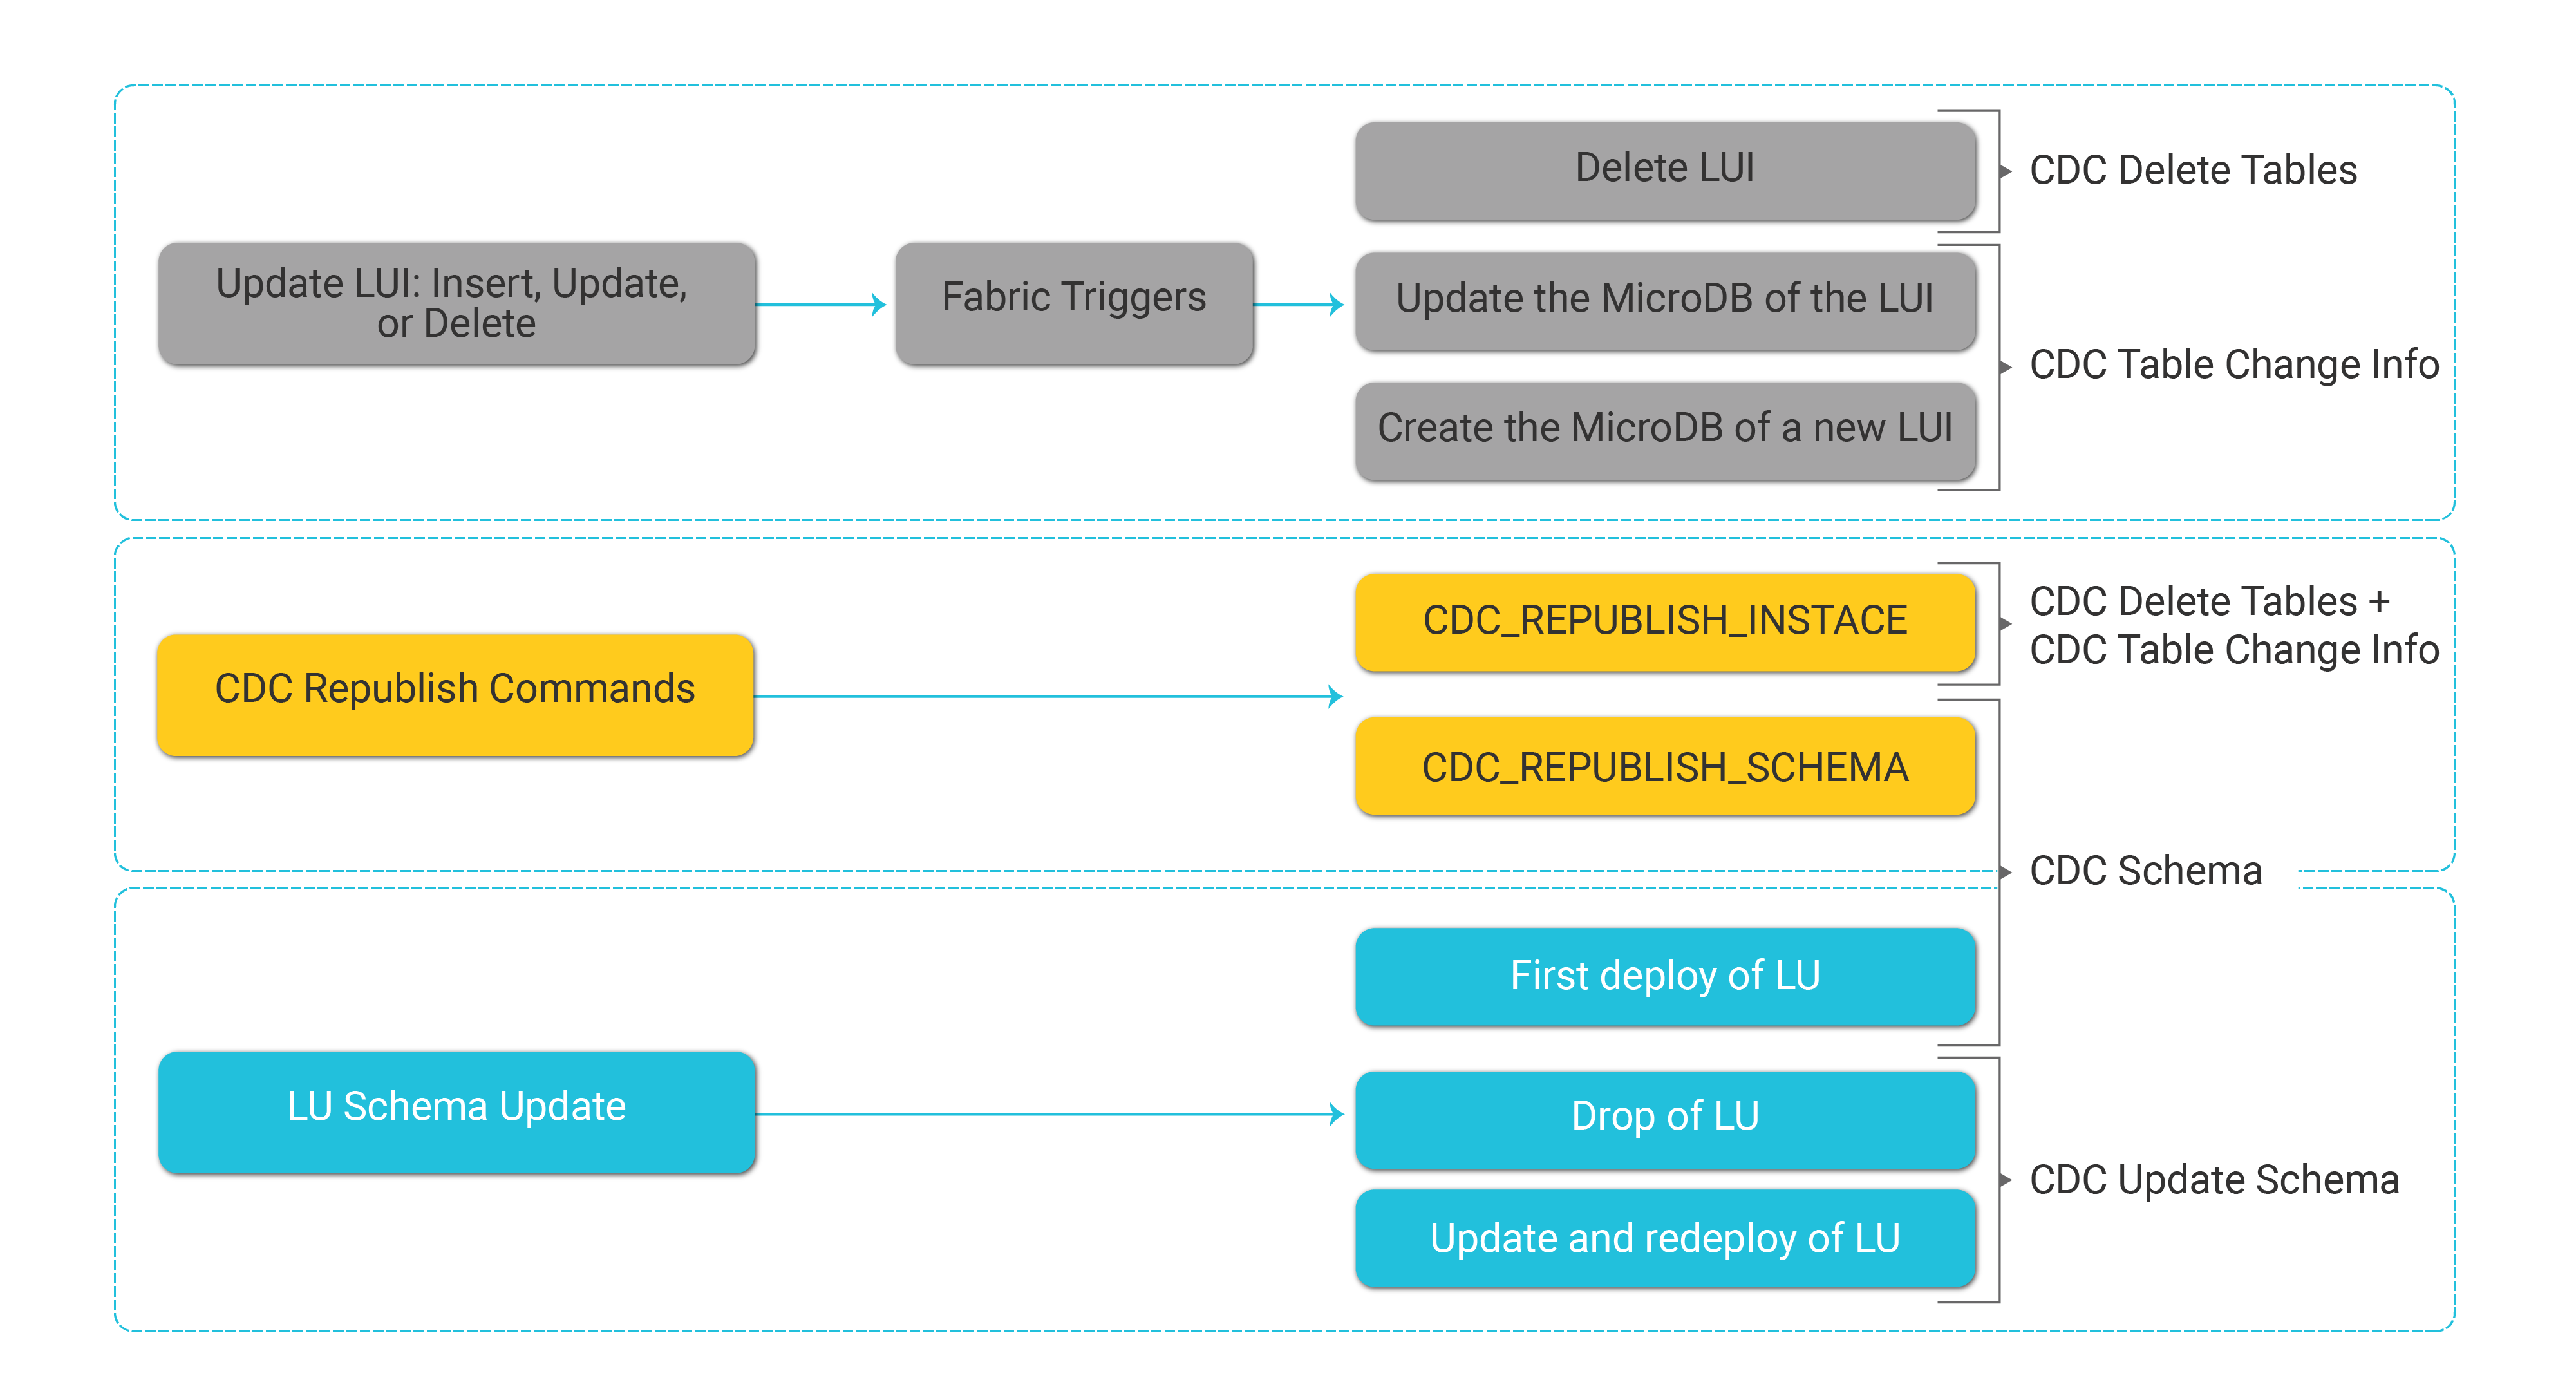 Delete LUI
CDC Delete Tables
Update LUI: Insert, Update,
or Delete
Fabric Triggers
Update the MicroDB of the LUI
CDC Table Change Info
Create the MicroDB of a new LUI
CDC Republish Commands
CDC_REPUBLISH_INSTACE
CDC Delete Tables +
CDC Table Change Info
CDC_REPUBLISH_SCHEMA
CDC Schema
LU Schema Update
First deploy of LU
Drop of LU
Update and redeploy of LU
CDC Update Schema